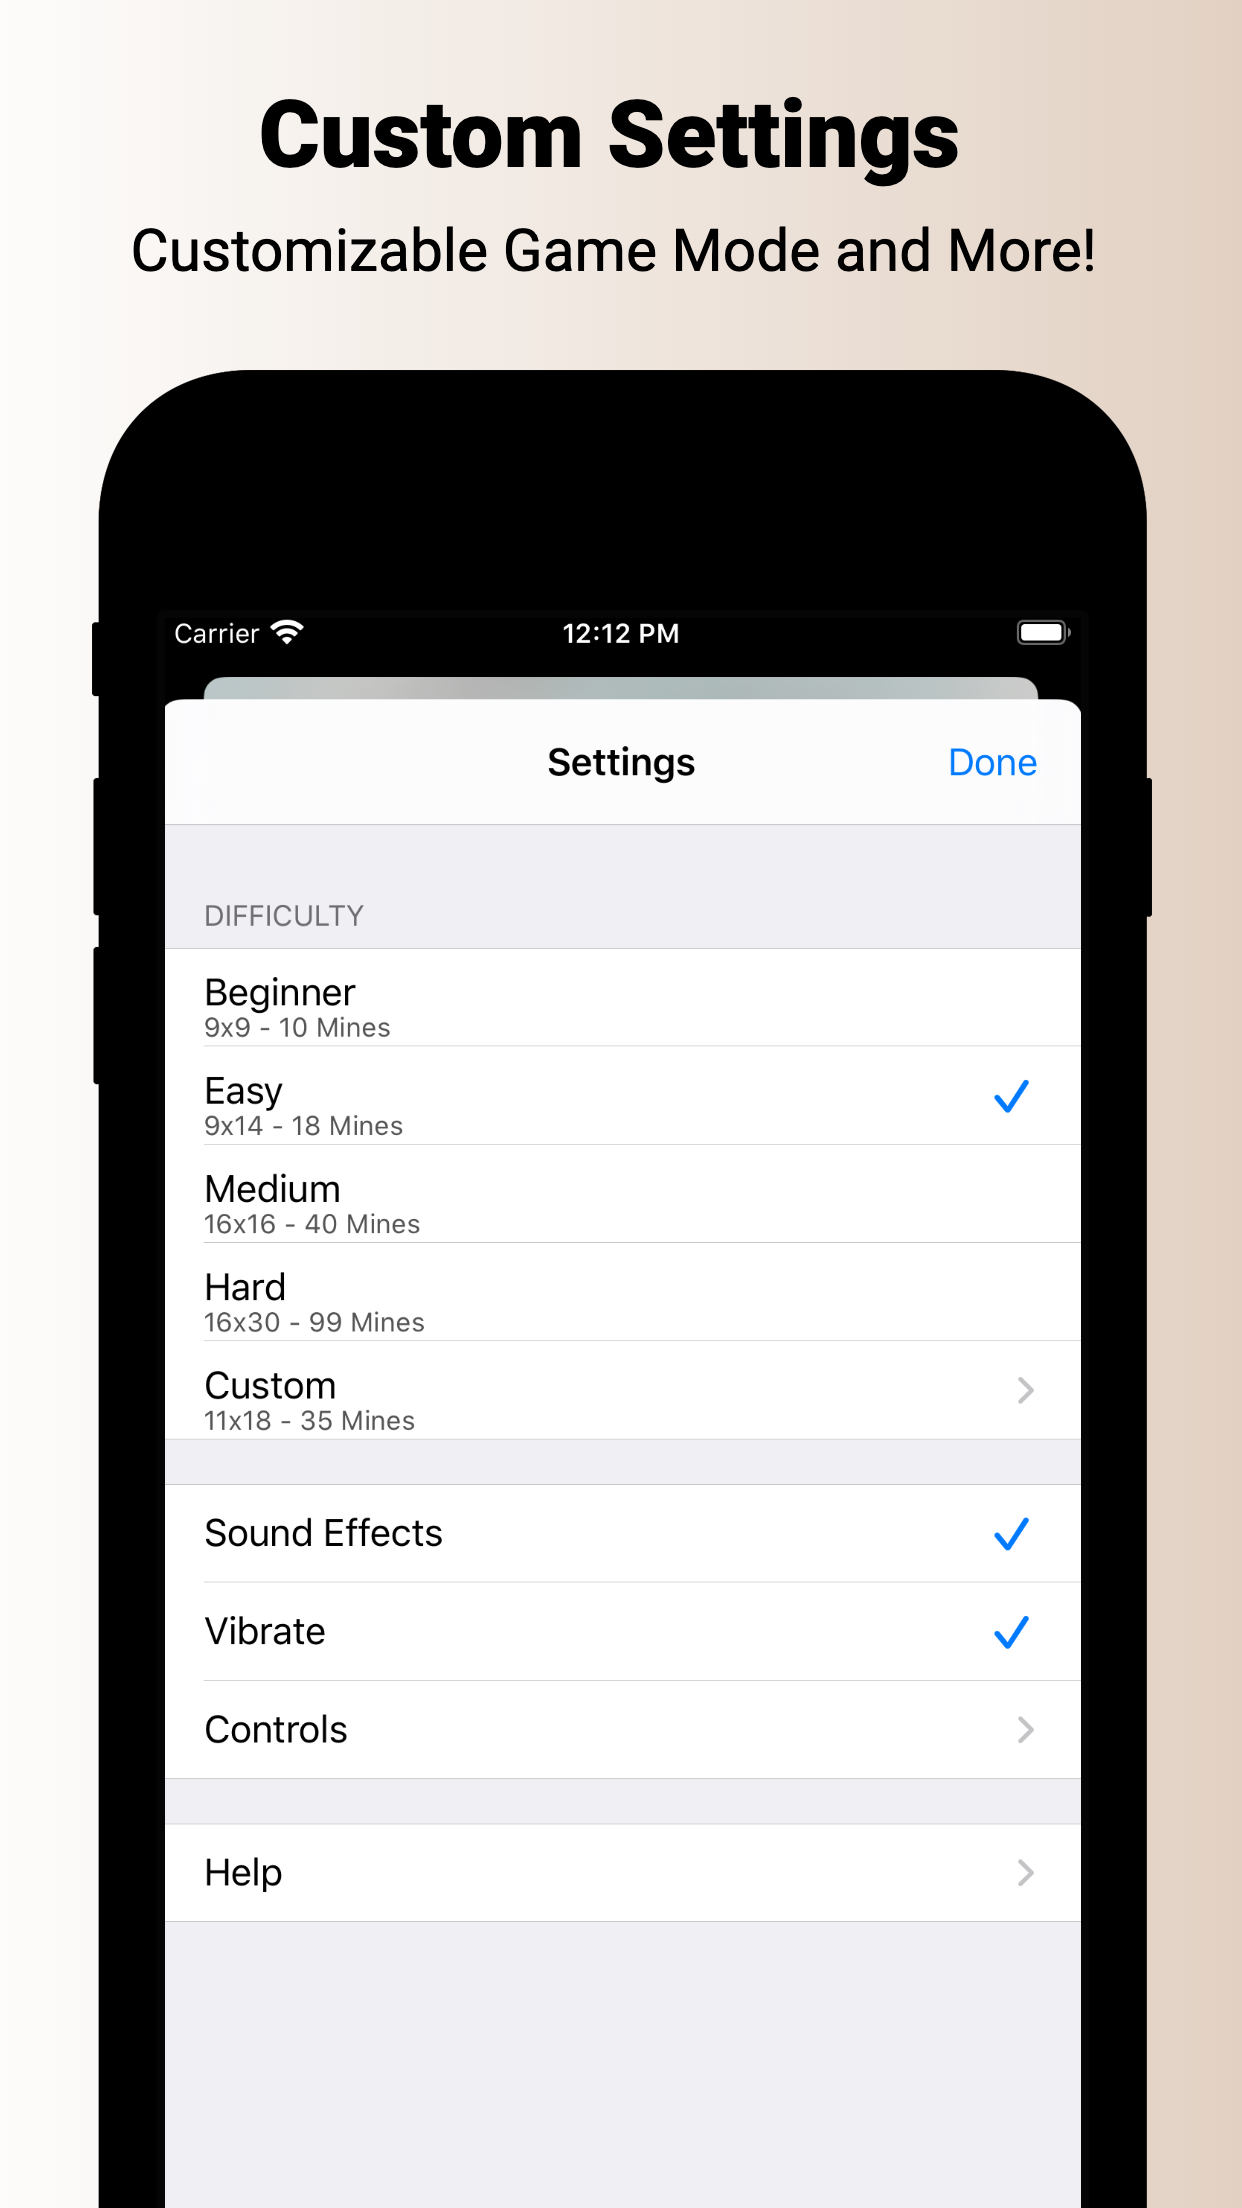 Custom Settings
Customizable Game Mode and More!
Carrier 12:12 PM
Settings Done
DIFFICULTY
Beginner
9x9 - 10 Mines
Easy
9x14 - 18 Mines
Medium
16x16 - 40 Mines
Hard
16x30 - 99 Mines
Custom
11x18 - 35 Mines
Sound Effects
Vibrate
Controls
Help